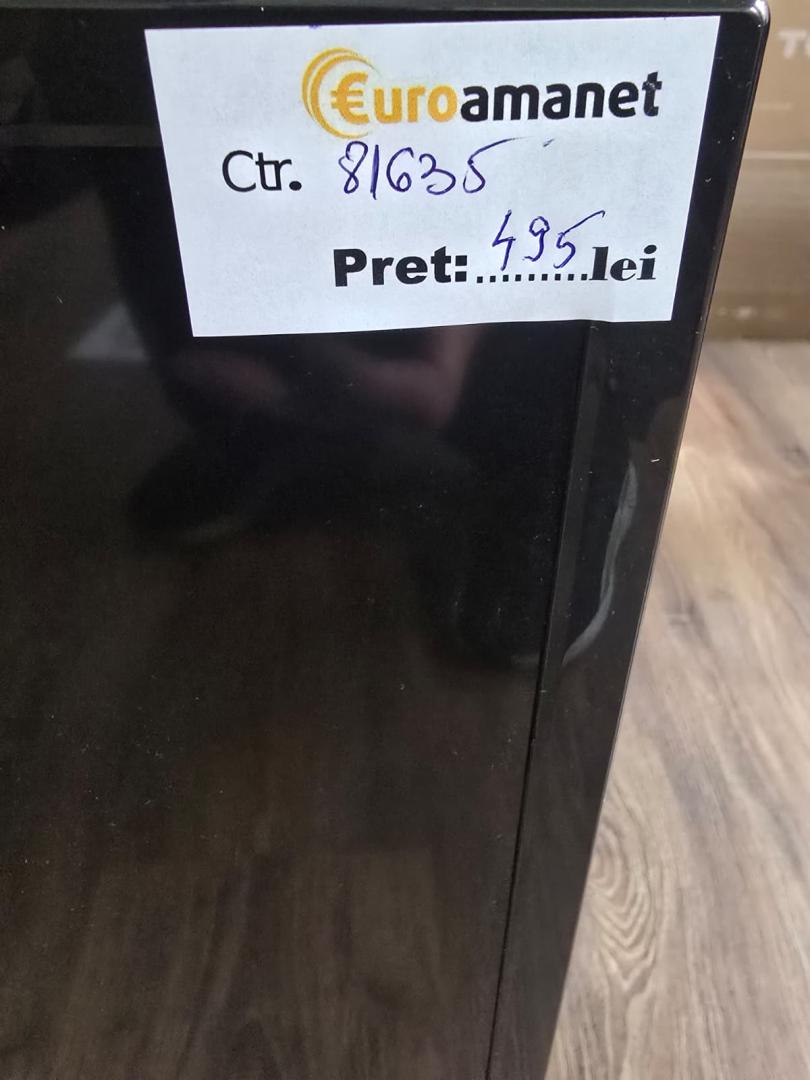 €uroamanet
Ctr. 81635
Pret:.........lei 495